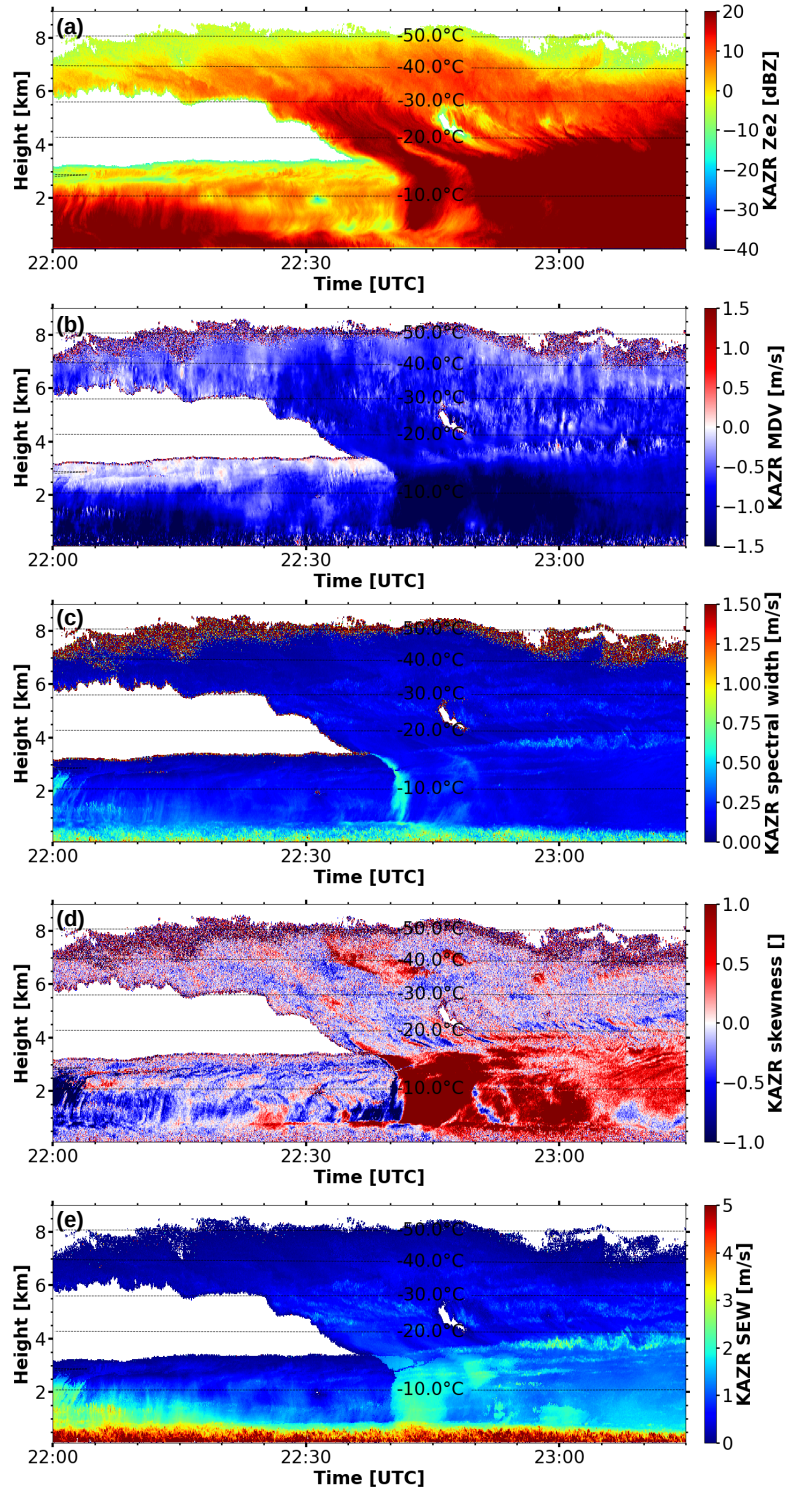 (a)
8
6
4
2
Height [km]
-50.0°C
-40.0°C
-30.0°C
-20.0°C
-10.0°C
22:00
22:30
23:00
Time [UTC]
20
10
0
−10
−20
−30
−40
KAZR Ze2 [dBZ]
(b)
8
6
4
2
Height [km]
-50.0°C
-40.0°C
-30.0°C
-20.0°C
-10.0°C
22:00
22:30
23:00
Time [UTC]
1.5
1.0
0.5
0.0
−0.5
−1.0
−1.5
KAZR MDV [m/s]
(c)
8
6
4
2
Height [km]
-50.0°C
-40.0°C
-30.0°C
-20.0°C
-10.0°C
22:00
22:30
23:00
Time [UTC]
1.50
1.25
1.00
0.75
0.50
0.25
0.00
KAZR spectral width [m/s]
(d)
8
6
4
2
Height [km]
-50.0°C
-40.0°C
-30.0°C
-20.0°C
-10.0°C
22:00
22:30
23:00
Time [UTC]
1.0
0.5
0.0
−0.5
−1.0
KAZR skewness []
(e)
8
6
4
2
Height [km]
-50.0°C
-40.0°C
-30.0°C
-20.0°C
-10.0°C
22:00
22:30
23:00
Time [UTC]
5
4
3
2
1
0
KAZR SEW [m/s]